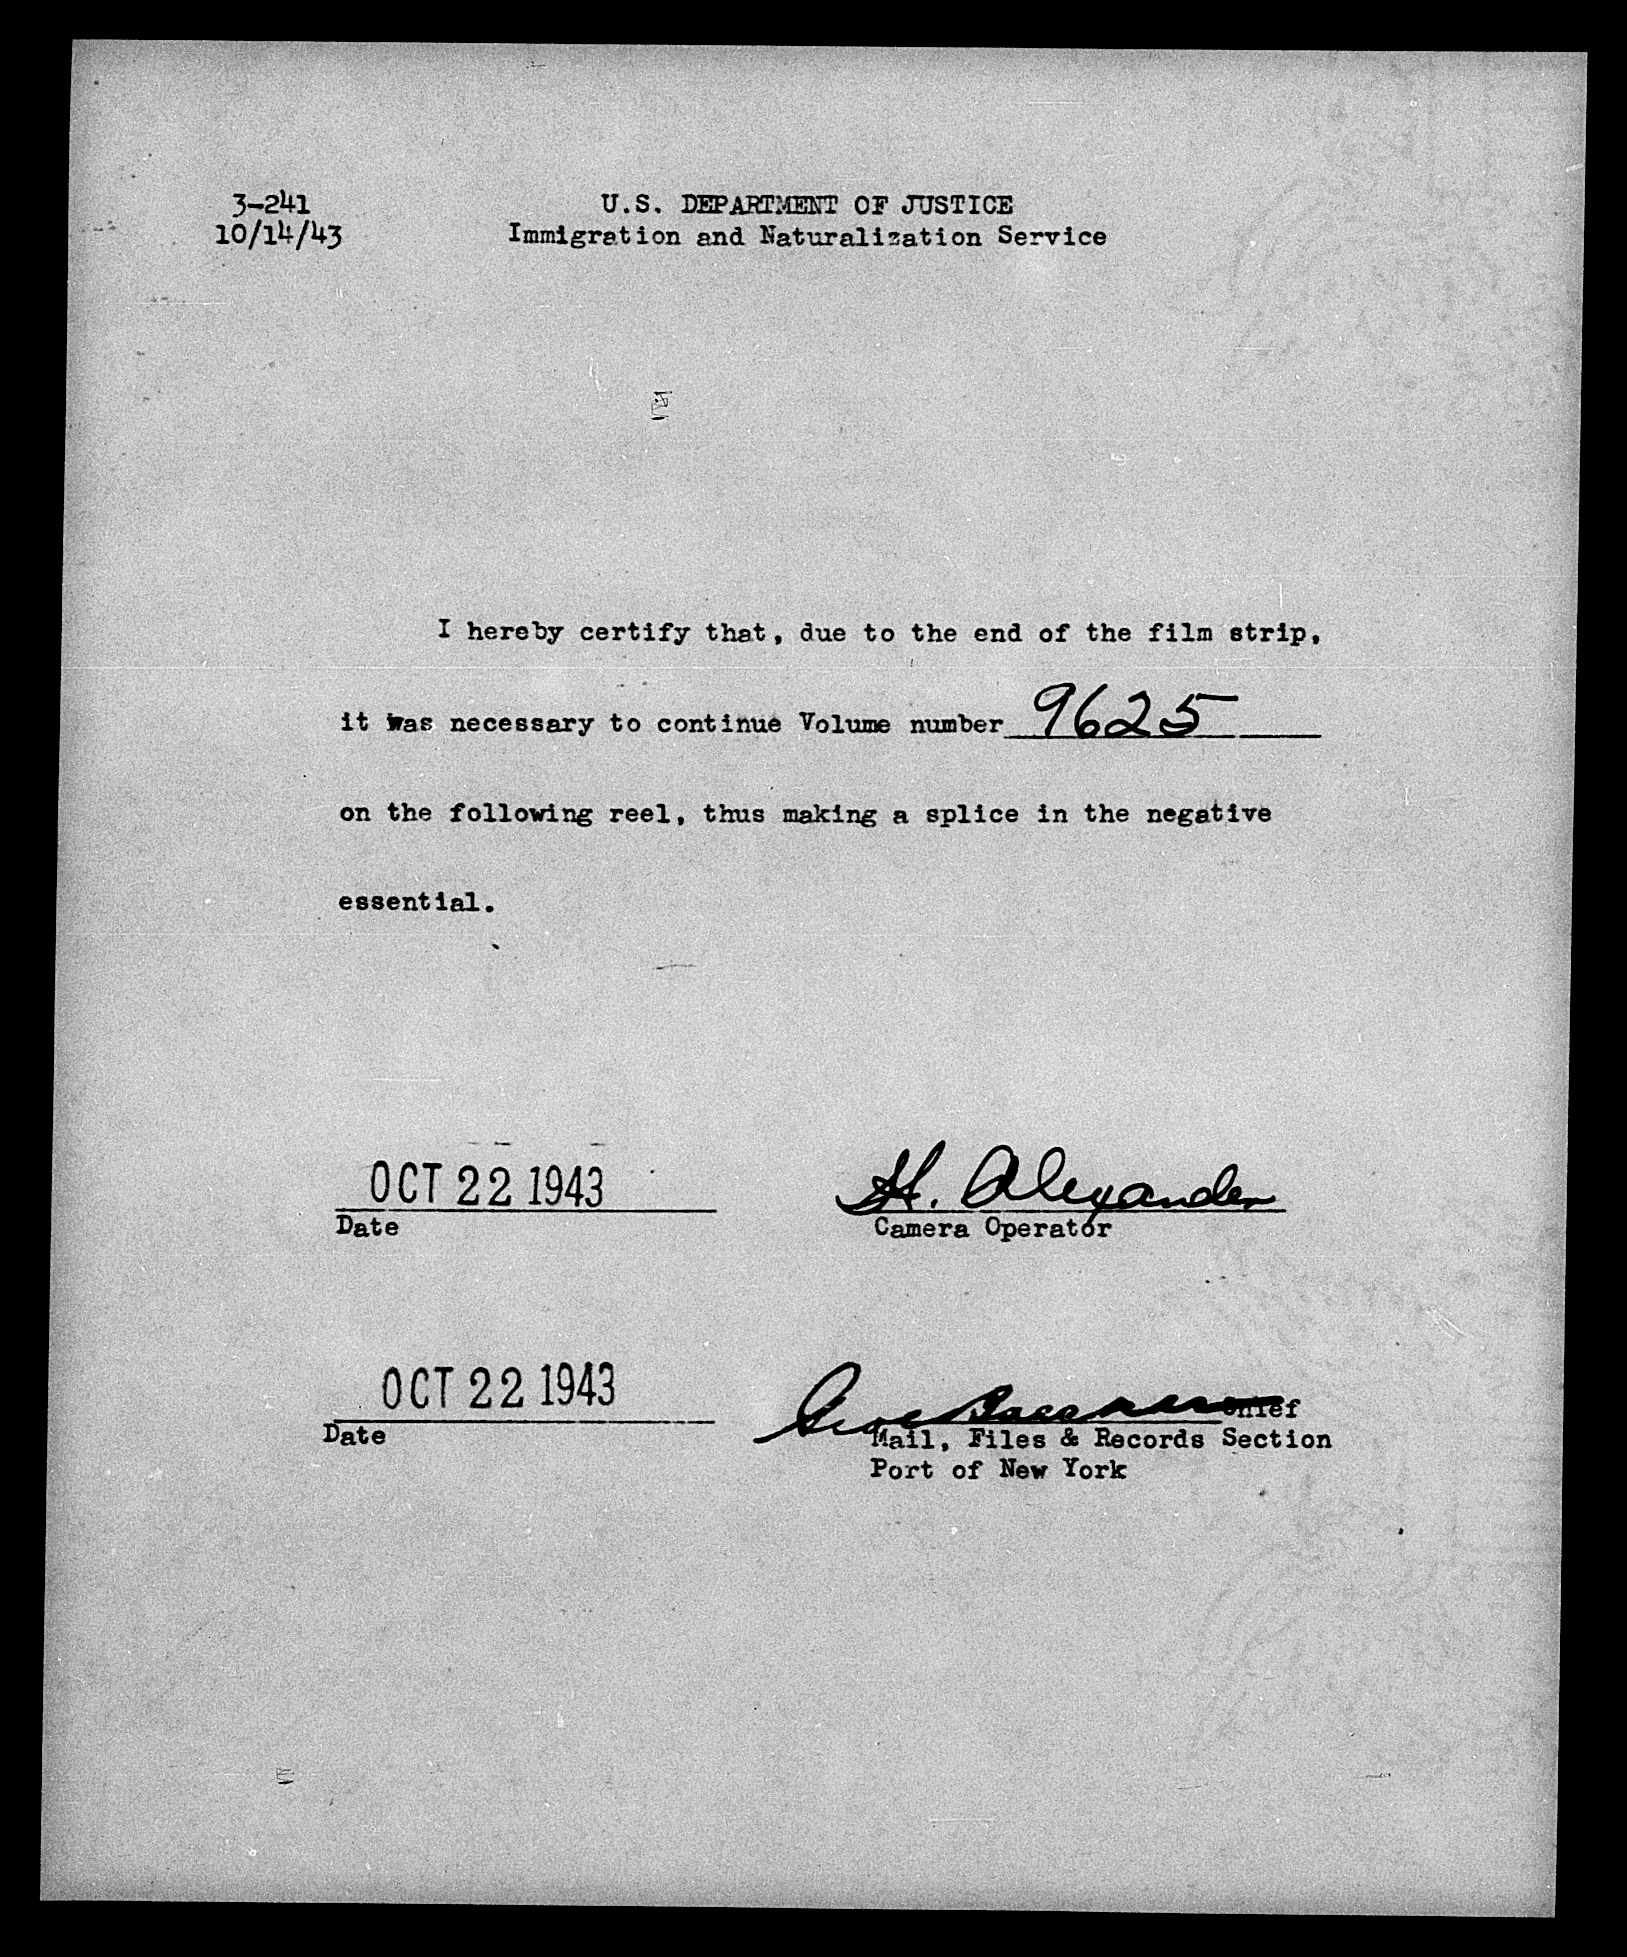 3-241
10/14/43
U.S. DEPARTMENT OF JUSTICE
Immigration and Naturalization Service
I hereby certify that, due to the end of the film strip,
it was necessary to continue Volume number 9625
on the following reel, thus making a splice in the negative
essential.
OCT 22 1943
Date
H. Alexander
Camera Operator
OCT 22 1943
Date
Chief
Mail, Files & Records Section
Port of New York